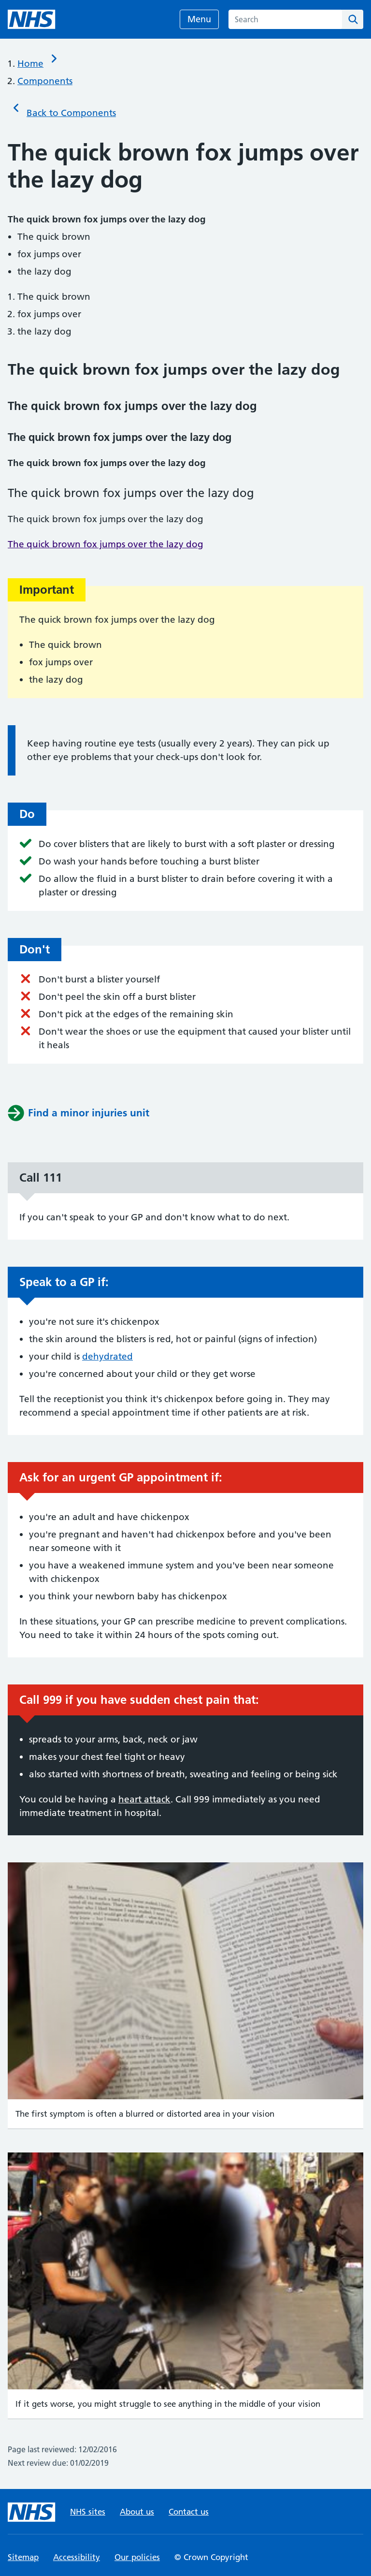 NHS
Menu
Search
1. Home
2. Components
Back to Components
The quick brown fox jumps over
the lazy dog
The quick brown fox jumps over the lazy dog
• The quick brown
• fox jumps over
• the lazy dog
1. The quick brown
2. fox jumps over
3. the lazy dog
The quick brown fox jumps over the lazy dog
The quick brown fox jumps over the lazy dog
The quick brown fox jumps over the lazy dog
The quick brown fox jumps over the lazy dog
The quick brown fox jumps over the lazy dog
The quick brown fox jumps over the lazy dog
The quick brown fox jumps over the lazy dog
Important
The quick brown fox jumps over the lazy dog
• The quick brown
• fox jumps over
• the lazy dog
Keep having routine eye tests (usually every 2 years). They can pick up
other eye problems that your check-ups don't look for.
Do
Do cover blisters that are likely to burst with a soft plaster or dressing
Do wash your hands before touching a burst blister
Do allow the fluid in a burst blister to drain before covering it with a
plaster or dressing
Don't
Don't burst a blister yourself
Don't peel the skin off a burst blister
Don't pick at the edges of the remaining skin
Don't wear the shoes or use the equipment that caused your blister until
it heals
Find a minor injuries unit
Call 111
If you can't speak to your GP and don't know what to do next.
Speak to a GP if:
• you're not sure it's chickenpox
• the skin around the blisters is red, hot or painful (signs of infection)
• your child is dehydrated
• you're concerned about your child or they get worse
Tell the receptionist you think it's chickenpox before going in. They may
recommend a special appointment time if other patients are at risk.
Ask for an urgent GP appointment if:
• you're an adult and have chickenpox
• you're pregnant and haven't had chickenpox before and you've been
near someone with it
• you have a weakened immune system and you've been near someone
with chickenpox
• you think your newborn baby has chickenpox
In these situations, your GP can prescribe medicine to prevent complications.
You need to take it within 24 hours of the spots coming out.
Call 999 if you have sudden chest pain that:
• spreads to your arms, back, neck or jaw
• makes your chest feel tight or heavy
• also started with shortness of breath, sweating and feeling or being sick
You could be having a heart attack. Call 999 immediately as you need
immediate treatment in hospital.
The first symptom is often a blurred or distorted area in your vision
If it gets worse, you might struggle to see anything in the middle of your vision
Page last reviewed: 12/02/2016
Next review due: 01/02/2019
NHS
NHS sites
About us
Contact us
Sitemap
Accessibility
Our policies
© Crown Copyright